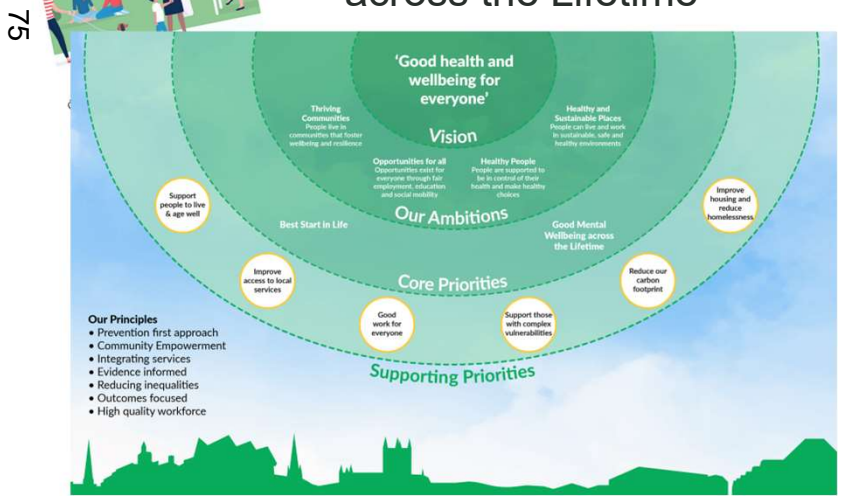 across the Lifetime
75
‘Good health and
wellbeing for
everyone’
Vision
Thriving
Communities
People live in
communities that foster
wellbeing and resilience
Healthy and
Sustainable Places
People can live and work
in sustainable, safe and
healthy environments
Opportunities for all
Opportunities exist for
everyone through fair
employment, education
and social mobility
Healthy People
People are supported to
be in control of their
health and make healthy
choices
Our Ambitions
Best Start in Life
Good Mental
Wellbeing across
the Lifetime
Core Priorities
Support
people to live
& age well
Improve
access to local
services
Good
work for
everyone
Support those
with complex
vulnerabilities
Reduce our
carbon
footprint
Improve
housing and
reduce
homelessness
Supporting Priorities
Our Principles
• Prevention first approach
• Community Empowerment
• Integrating services
• Evidence informed
• Reducing inequalities
• Outcomes focused
• High quality workforce